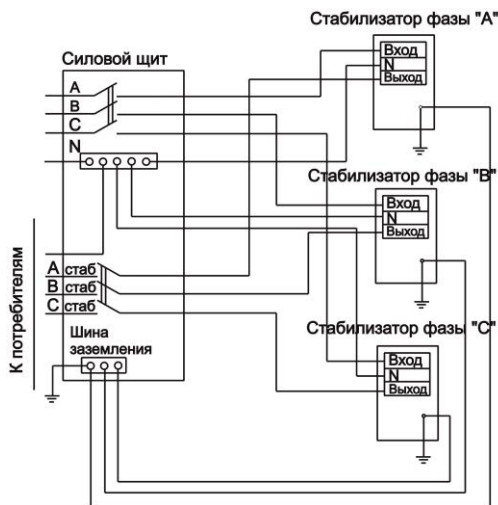 Стабилизатор фазы "А"
Силовой щит
Вход
N
Выход
A
B
C
N
Стабилизатор фазы "В"
Вход
N
Выход
К потребителям
А стаб
В стаб
С стаб
Стабилизатор фазы "С"
Шина
заземления
Вход
N
Выход